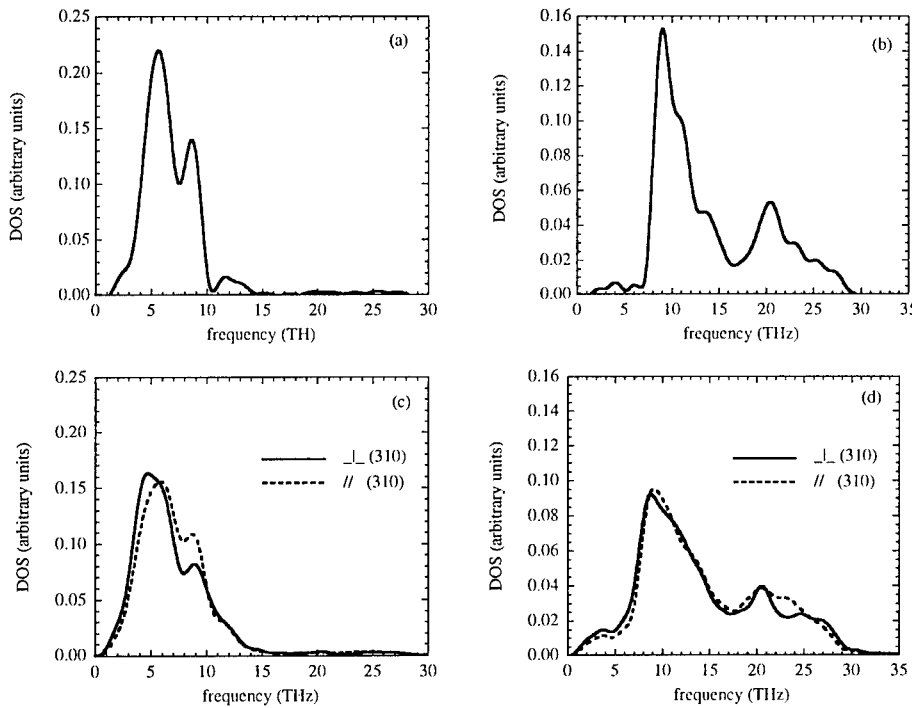 (a)
DOS (arbitrary units)
0.25
0.20
0.15
0.10
0.05
0.00
0 5 10 15 20 25 30
frequency (TH)
(b)
DOS (arbitrary units)
0.16
0.14
0.12
0.10
0.08
0.06
0.04
0.02
0.00
0 5 10 15 20 25 30 35
frequency (THz)
(c)
DOS (arbitrary units)
0.25
0.20
0.15
0.10
0.05
0.00
_|_ (310)
// (310)
0 5 10 15 20 25 30
frequency (THz)
(d)
DOS (arbitrary units)
0.16
0.14
0.12
0.10
0.08
0.06
0.04
0.02
0.00
_|_ (310)
// (310)
0 5 10 15 20 25 30 35
frequency (THz)